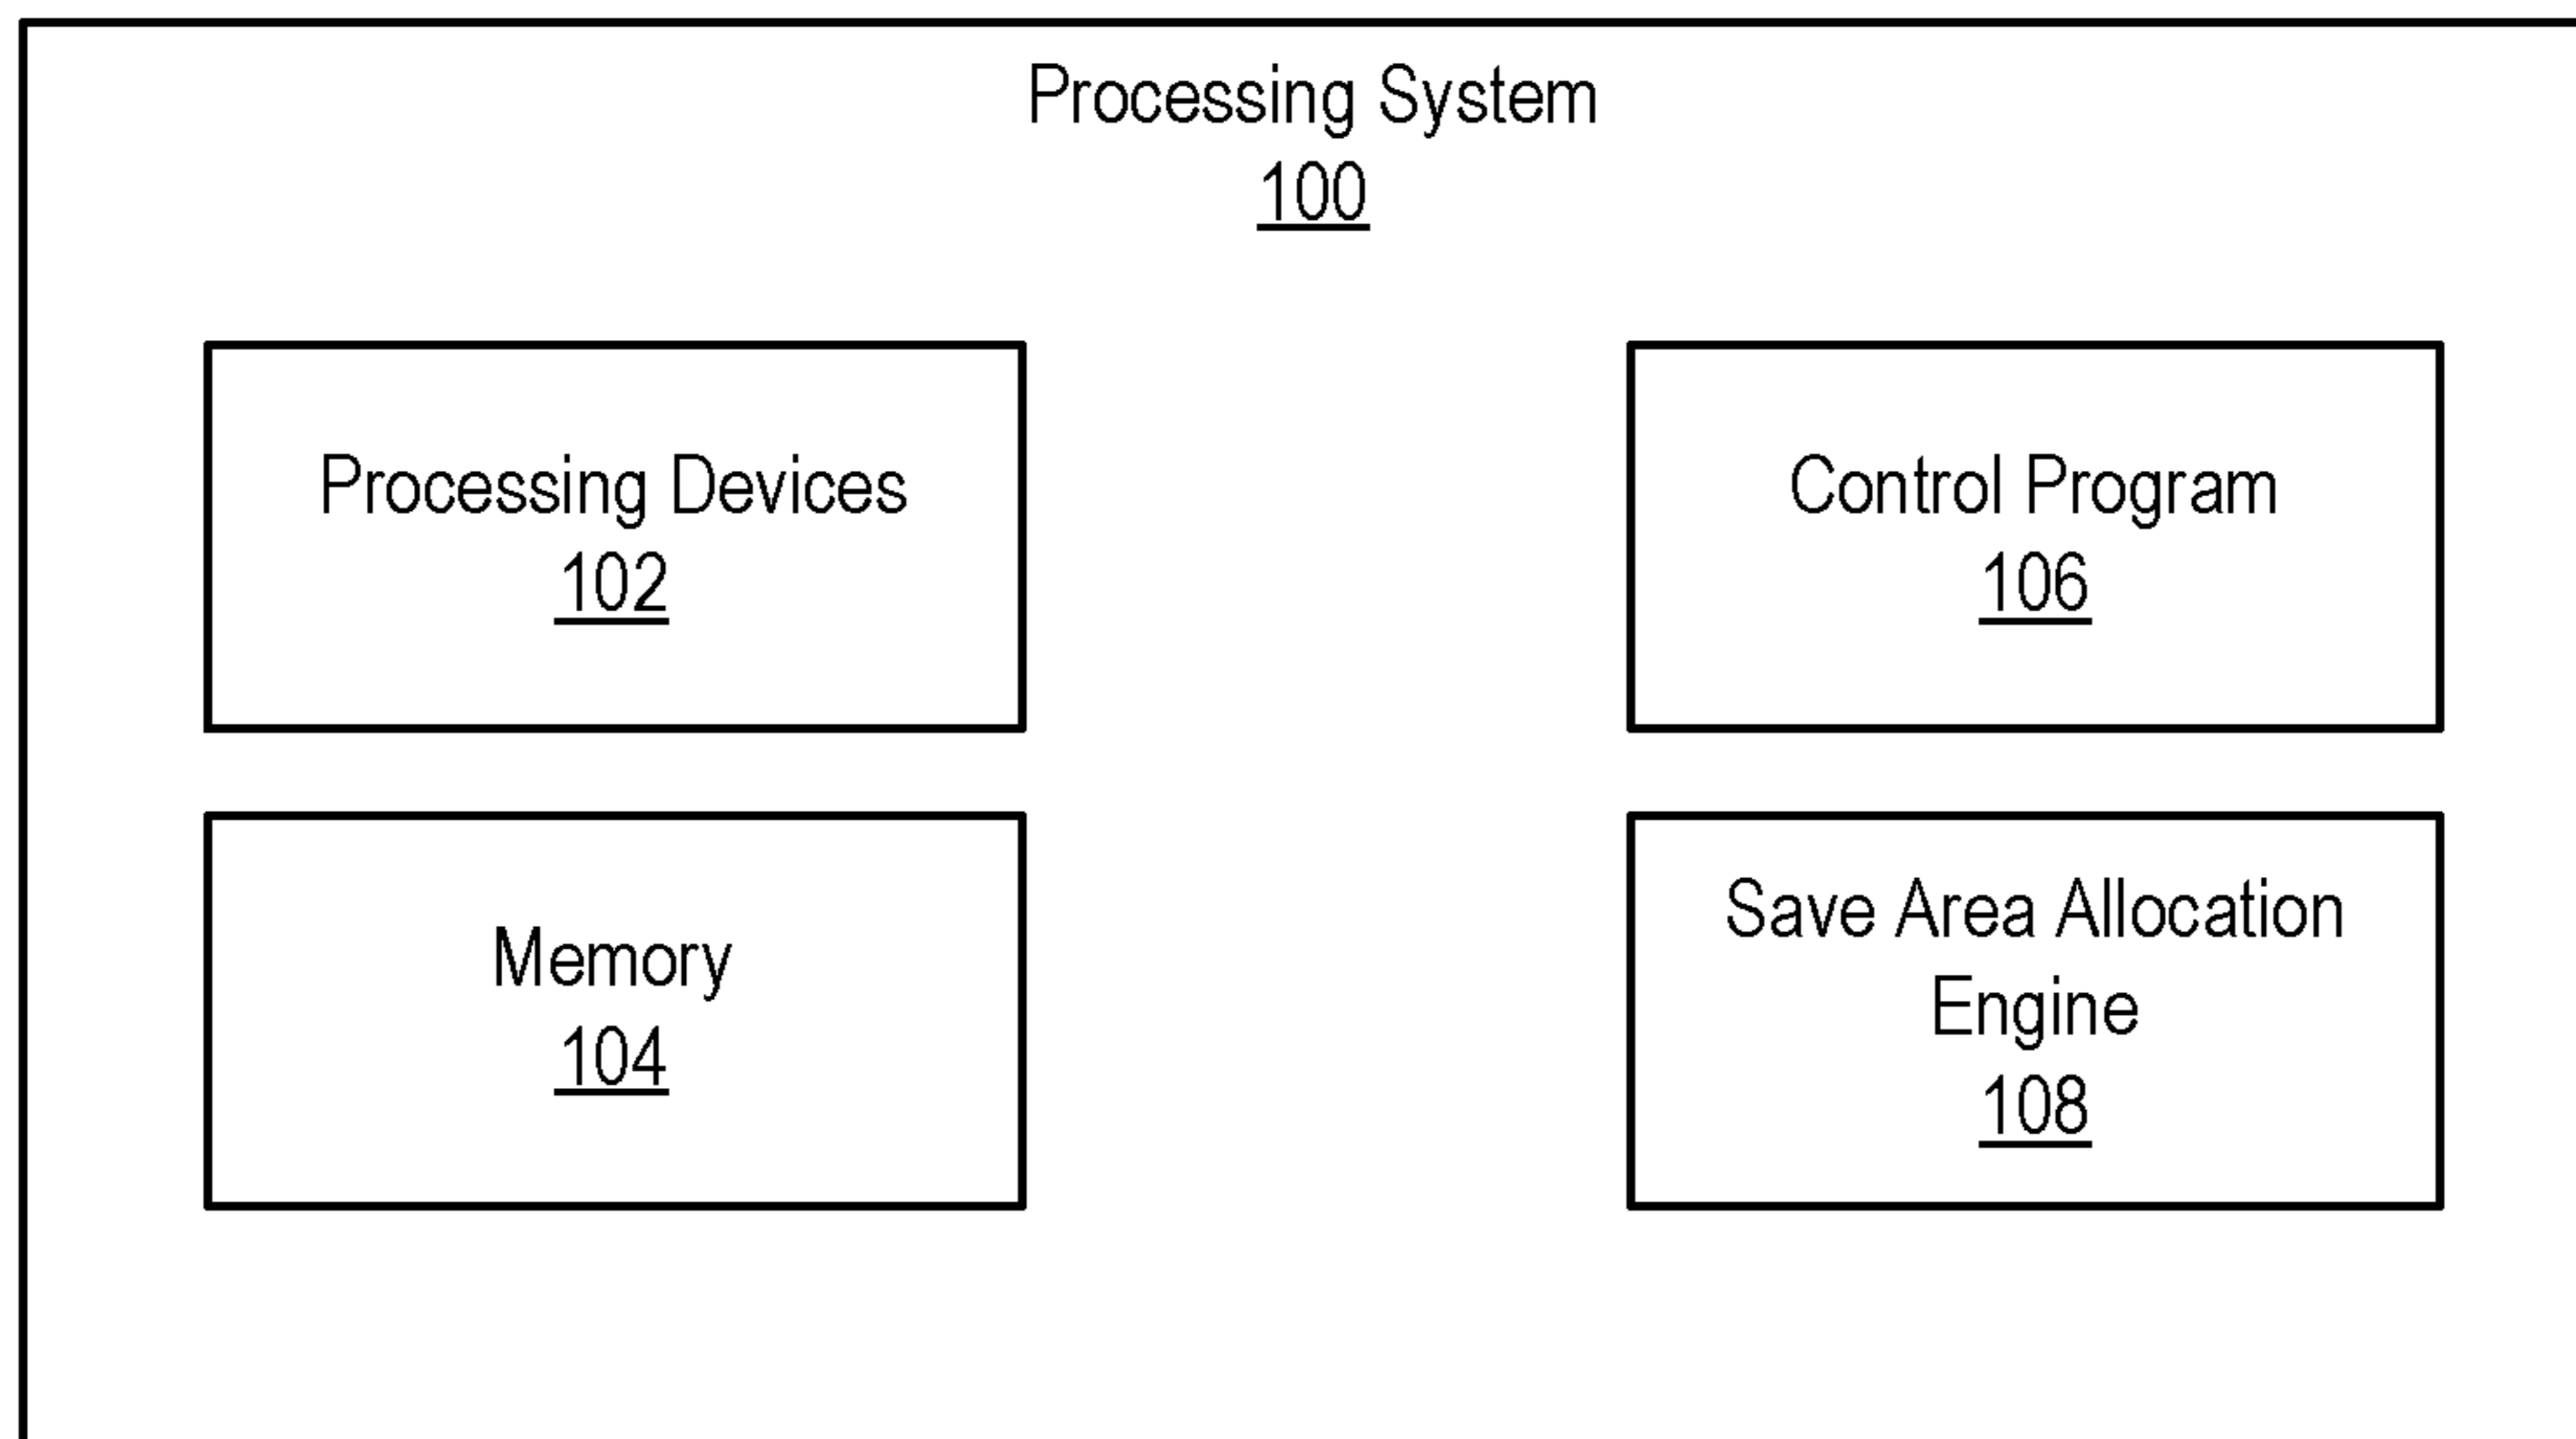 Processing System
100
Processing Devices
102
Control Program
106
Memory
104
Save Area Allocation
Engine
108